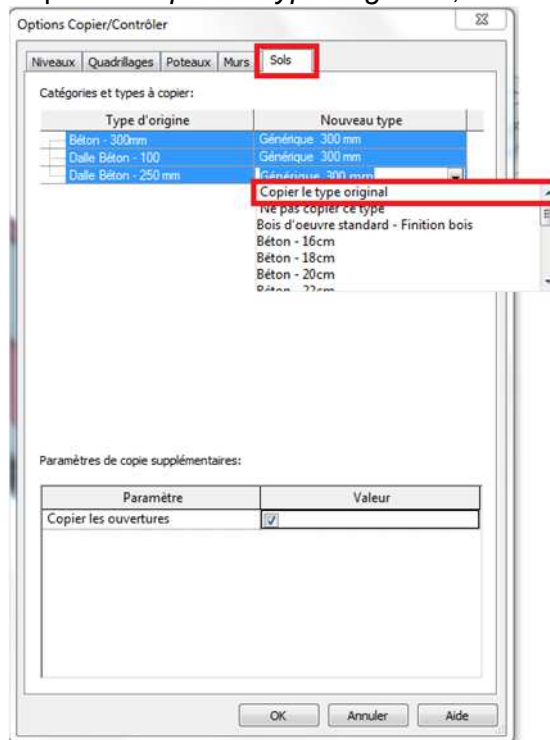 Options Copier/Contrôler
Niveaux Quadrillages Poteaux Murs Sols
Catégories et types à copier:
Type d'origine Nouveau type
Béton - 300mm Générique 300 mm
Dalle Béton - 100 Générique 300 mm
Dalle Béton - 250 mm Générique 300 mm
Copier le type original
Ne pas copier ce type
Bois d'oeuvre standard - Finition bois
Béton - 16cm
Béton - 18cm
Béton - 20cm
Béton - 22cm
Paramètres de copie supplémentaires:
Paramètre Valeur
Copier les ouvertures
OK Annuler Aide